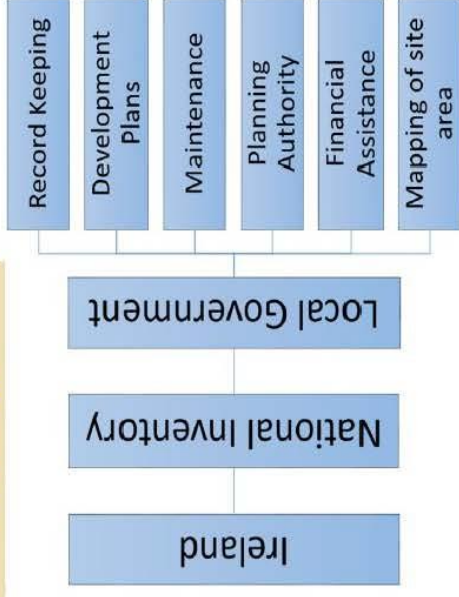 Ireland
National Inventory
Local Government
Record Keeping
Development
Plans
Maintenance
Planning
Authority
Financial
Assistance
Mapping of site
area